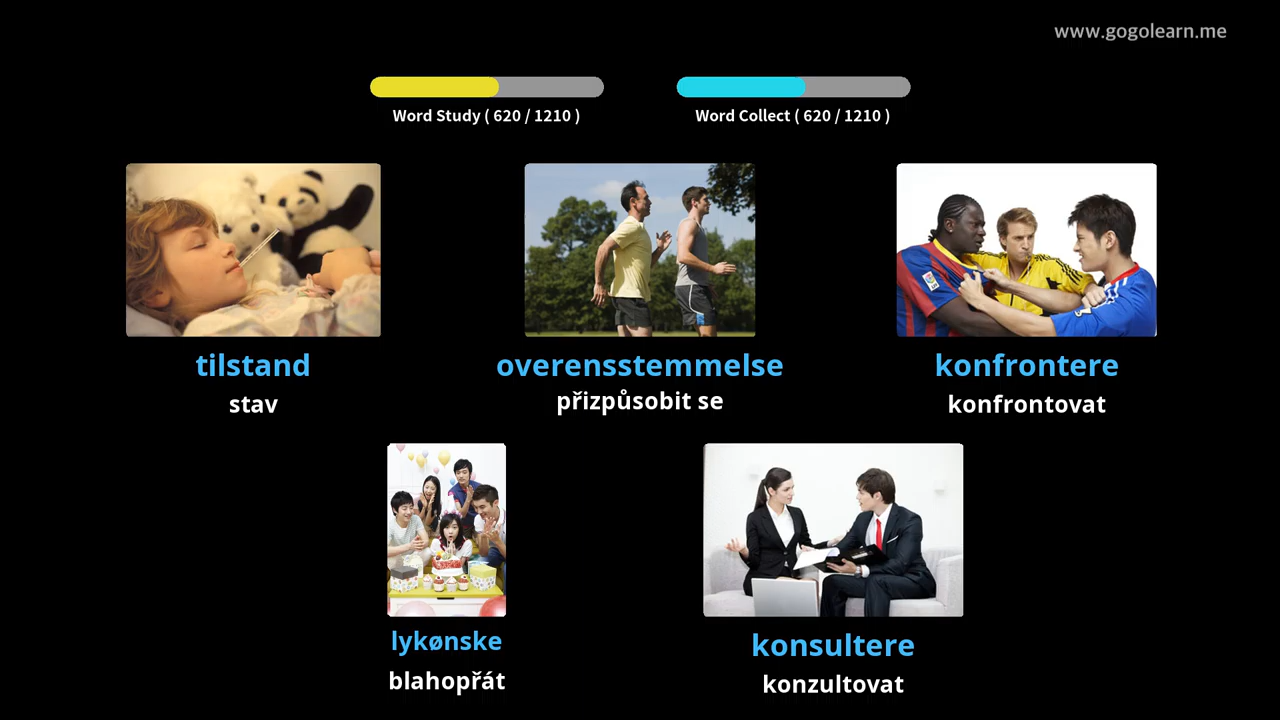 www.gogolearn.me
Word Study ( 620 / 1210 )
Word Collect ( 620 / 1210 )
tilstand
stav
overensstemmelse
přizpůsobit se
konfrontere
konfrontovat
lykønske
blahopřát
konsultere
konzultovat